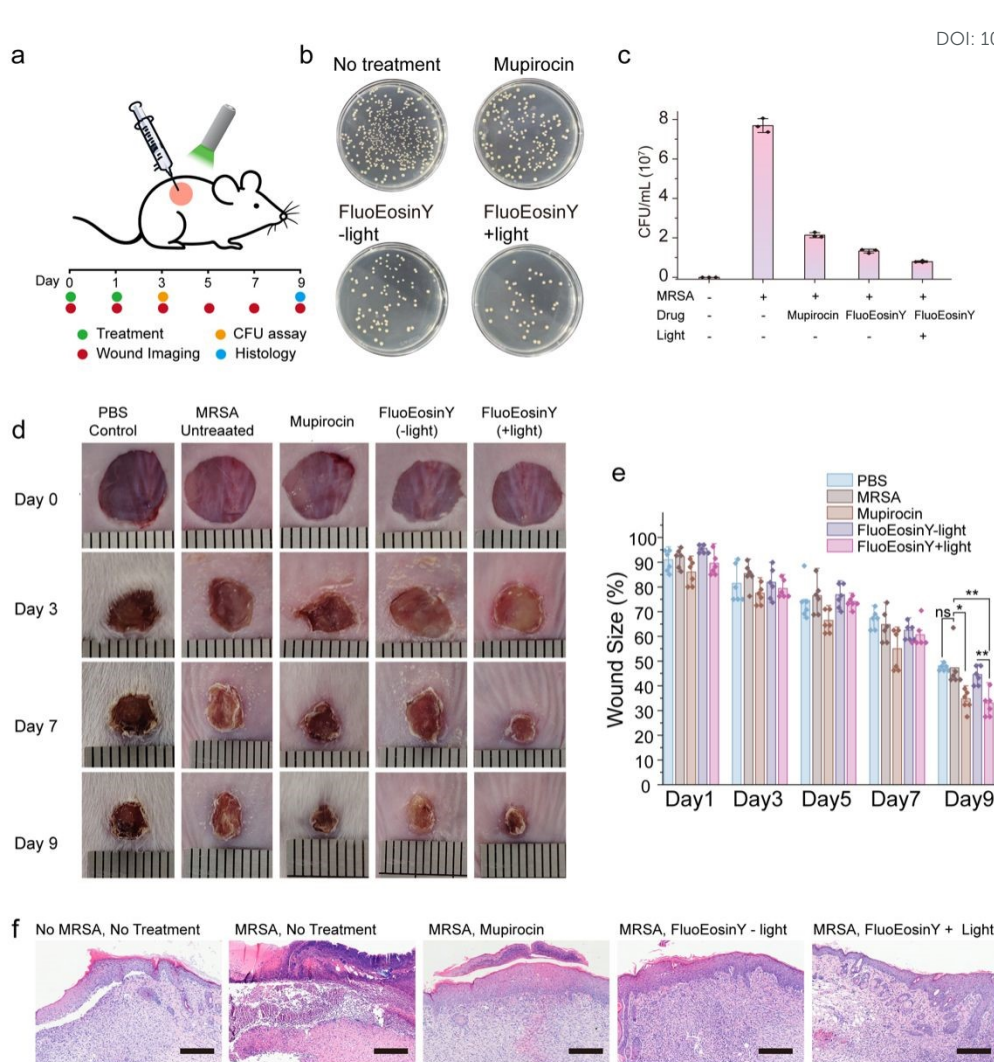 DOI: 10
a
Day 0 1 3 5 7 9
Treatment
CFU assay
Wound Imaging
Histology
b
No treatment
Mupirocin
FluoEosinY
-light
FluoEosinY
+light
c
CFU/mL (10⁷)
8
6
4
2
0
MRSA - + + + +
Drug - - Mupirocin FluoEosinY FluoEosinY
Light - - - - +
d
PBS
Control
MRSA
Untreaated
Mupirocin
FluoEosinY
(-light)
FluoEosinY
(+light)
Day 0
Day 3
Day 7
Day 9
e
PBS
MRSA
Mupirocin
FluoEosinY-light
FluoEosinY+light
Wound Size (%)
100
90
80
70
60
50
40
30
20
10
0
ns
*
**
**
Day1 Day3 Day5 Day7 Day9
f
No MRSA, No Treatment
MRSA, No Treatment
MRSA, Mupirocin
MRSA, FluoEosinY - light
MRSA, FluoEosinY + Light